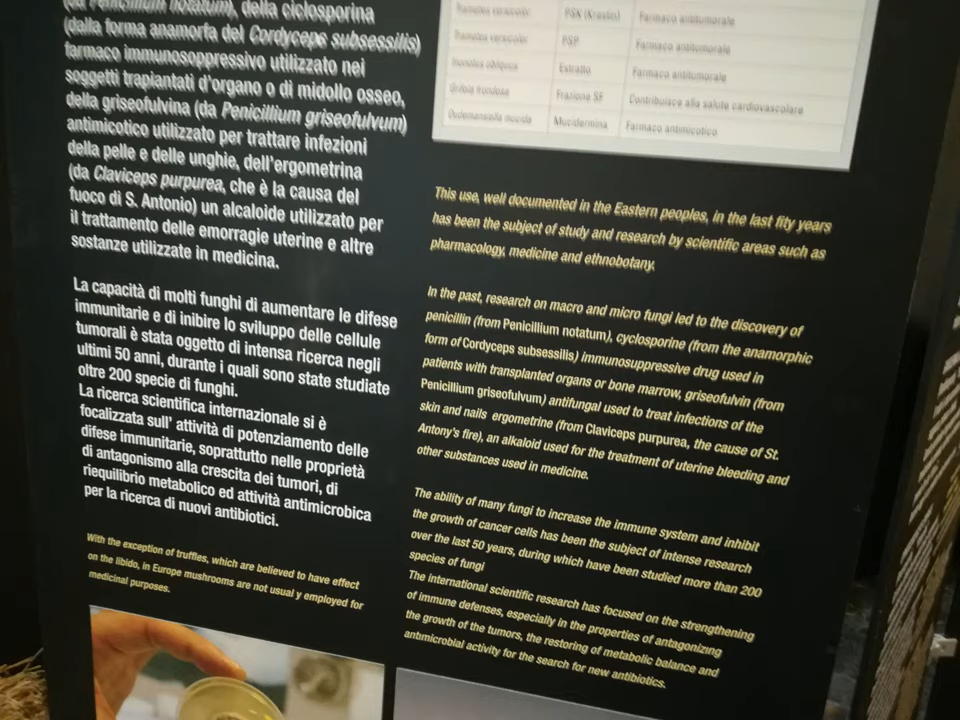 (da Penicillium notatum), della ciclosporina
(dalla forma anamorfa del Cordyceps subsessilis)
farmaco immunosoppressivo utilizzato nei
soggetti trapiantati d'organo o di midollo osseo,
della griseofulvina (da Penicillium griseofulvum)
antimicotico utilizzato per trattare infezioni
della pelle e delle unghie, dell'ergometrina
(da Claviceps purpurea, che è la causa del
fuoco di S. Antonio) un alcaloide utilizzato per
il trattamento delle emorragie uterine e altre
sostanze utilizzate in medicina.
La capacità di molti funghi di aumentare le difese
immunitarie e di inibire lo sviluppo delle cellule
tumorali è stata oggetto di intensa ricerca negli
ultimi 50 anni, durante i quali sono state studiate
oltre 200 specie di funghi.
La ricerca scientifica internazionale si è
focalizzata sull' attività di potenziamento delle
difese immunitarie, soprattutto nelle proprietà
di antagonismo alla crescita dei tumori, di
riequilibrio metabolico ed attività antimicrobica
per la ricerca di nuovi antibiotici.
With the exception of truffles, which are believed to have effect
on the libido, in Europe mushrooms are not usual y employed for
medicinal purposes.
Trametes versicolor PSK (Krestin) Farmaco antitumorale
Trametes versicolor PSP Farmaco antitumorale
Inonotus obliquus Estratto Farmaco antitumorale
Grifola frondosa Frazione SF Contribuisce alla salute cardiovascolare
Oudemansiella mucida Mucidermina Farmaco antimicotico
This use, well documented in the Eastern peoples, in the last fity years
has been the subject of study and research by scientific areas such as
pharmacology, medicine and ethnobotany.
In the past, research on macro and micro fungi led to the discovery of
penicillin (from Penicillium notatum), cyclosporine (from the anamorphic
form of Cordyceps subsessilis) immunosuppressive drug used in
patients with transplanted organs or bone marrow, griseofulvin (from
Penicillium griseofulvum) antifungal used to treat infections of the
skin and nails ergometrine (from Claviceps purpurea, the cause of St.
Antony's fire), an alkaloid used for the treatment of uterine bleeding and
other substances used in medicine.
The ability of many fungi to increase the immune system and inhibit
the growth of cancer cells has been the subject of intense research
over the last 50 years, during which have been studied more than 200
species of fungi
The international scientific research has focused on the strengthening
of immune defenses, especially in the properties of antagonizing
the growth of the tumors, the restoring of metabolic balance and
antimicrobial activity for the search for new antibiotics.